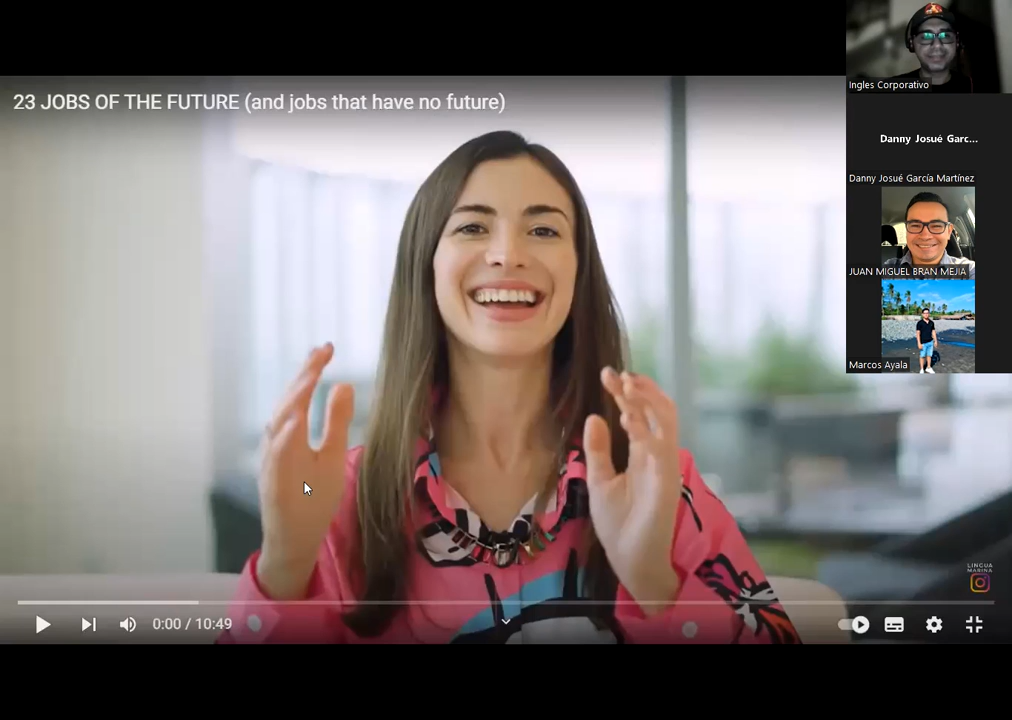 23 JOBS OF THE FUTURE (and jobs that have no future)
Ingles Corporativo
Danny Josué Garc...
Danny Josué García Martínez
JUAN MIGUEL BRAN MEJIA
Marcos Ayala
LINGUA
MARINA
0:00 / 10:49